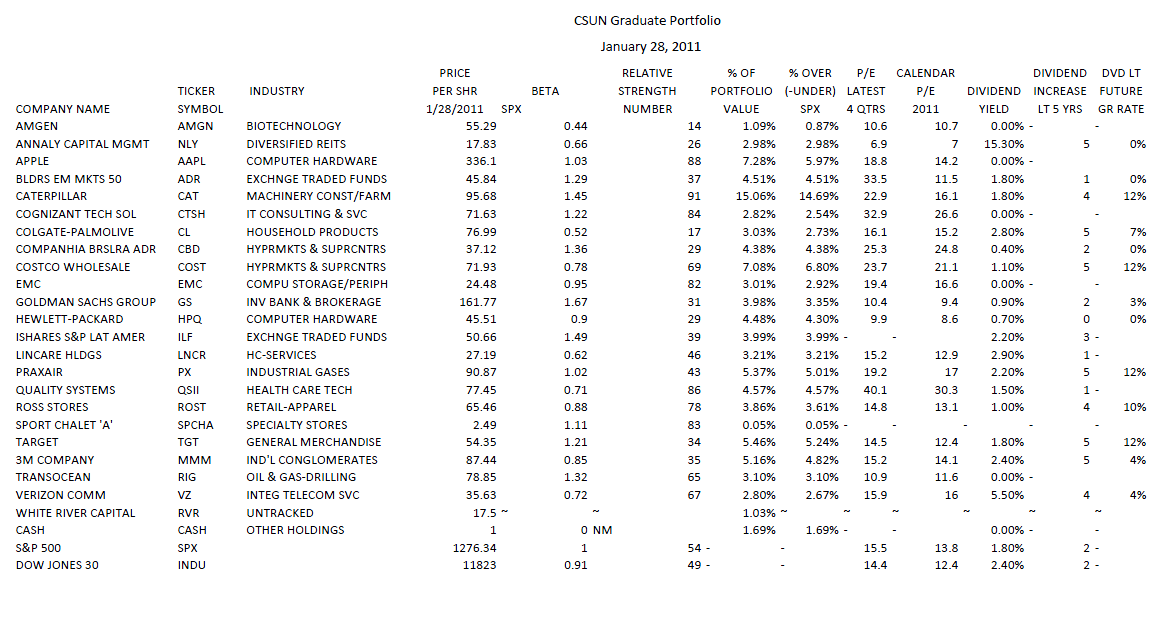 CSUN Graduate Portfolio
January 28, 2011
PRICE RELATIVE % OF % OVER P/E CALENDAR DIVIDEND DVD LT
TICKER INDUSTRY PER SHR BETA STRENGTH PORTFOLIO (-UNDER) LATEST P/E DIVIDEND INCREASE FUTURE
COMPANY NAME SYMBOL 1/28/2011 SPX NUMBER VALUE SPX 4 QTRS 2011 YIELD LT 5 YRS GR RATE
AMGEN AMGN BIOTECHNOLOGY 55.29 0.44 14 1.09% 0.87% 10.6 10.7 0.00% - -
ANNALY CAPITAL MGMT NLY DIVERSIFIED REITS 17.83 0.66 26 2.98% 2.98% 6.9 7 15.30% 5 0%
APPLE AAPL COMPUTER HARDWARE 336.1 1.03 88 7.28% 5.97% 18.8 14.2 0.00% -
BLDRS EM MKTS 50 ADR EXCHNGE TRADED FUNDS 45.84 1.29 37 4.51% 4.51% 33.5 11.5 1.80% 1 0%
CATERPILLAR CAT MACHINERY CONST/FARM 95.68 1.45 91 15.06% 14.69% 22.9 16.1 1.80% 4 12%
COGNIZANT TECH SOL CTSH IT CONSULTING & SVC 71.63 1.22 84 2.82% 2.54% 32.9 26.6 0.00% - -
COLGATE-PALMOLIVE CL HOUSEHOLD PRODUCTS 76.99 0.52 17 3.03% 2.73% 16.1 15.2 2.80% 5 7%
COMPANHIA BRSLRA ADR CBD HYPRMKTS & SUPRCNTRS 37.12 1.36 29 4.38% 4.38% 25.3 24.8 0.40% 2 0%
COSTCO WHOLESALE COST HYPRMKTS & SUPRCNTRS 71.93 0.78 69 7.08% 6.80% 23.7 21.1 1.10% 5 12%
EMC EMC COMPU STORAGE/PERIPH 24.48 0.95 82 3.01% 2.92% 19.4 16.6 0.00% - -
GOLDMAN SACHS GROUP GS INV BANK & BROKERAGE 161.77 1.67 31 3.98% 3.35% 10.4 9.4 0.90% 2 3%
HEWLETT-PACKARD HPQ COMPUTER HARDWARE 45.51 0.9 29 4.48% 4.30% 9.9 8.6 0.70% 0 0%
ISHARES S&P LAT AMER ILF EXCHNGE TRADED FUNDS 50.66 1.49 39 3.99% 3.99% - - 2.20% 3 -
LINCARE HLDGS LNCR HC-SERVICES 27.19 0.62 46 3.21% 3.21% 15.2 12.9 2.90% 1 -
PRAXAIR PX INDUSTRIAL GASES 90.87 1.02 43 5.37% 5.01% 19.2 17 2.20% 5 12%
QUALITY SYSTEMS QSII HEALTH CARE TECH 77.45 0.71 86 4.57% 4.57% 40.1 30.3 1.50% 1 -
ROSS STORES ROST RETAIL-APPAREL 65.46 0.88 78 3.86% 3.61% 14.8 13.1 1.00% 4 10%
SPORT CHALET 'A' SPCHA SPECIALTY STORES 2.49 1.11 83 0.05% 0.05% - - - - -
TARGET TGT GENERAL MERCHANDISE 54.35 1.21 34 5.46% 5.24% 14.5 12.4 1.80% 5 12%
3M COMPANY MMM IND'L CONGLOMERATES 87.44 0.85 35 5.16% 4.82% 15.2 14.1 2.40% 5 4%
TRANSOCEAN RIG OIL & GAS-DRILLING 78.85 1.32 65 3.10% 3.10% 10.9 11.6 0.00% -
VERIZON COMM VZ INTEG TELECOM SVC 35.63 0.72 67 2.80% 2.67% 15.9 16 5.50% 4 4%
WHITE RIVER CAPITAL RVR UNTRACKED 17.5 ~ ~ 1.03% ~ ~ ~ ~ ~ ~
CASH CASH OTHER HOLDINGS 1 0 NM 1.69% 1.69% - - 0.00% - -
S&P 500 SPX 1276.34 1 54 - - 15.5 13.8 1.80% 2 -
DOW JONES 30 INDU 11823 0.91 49 - - 14.4 12.4 2.40% 2 -